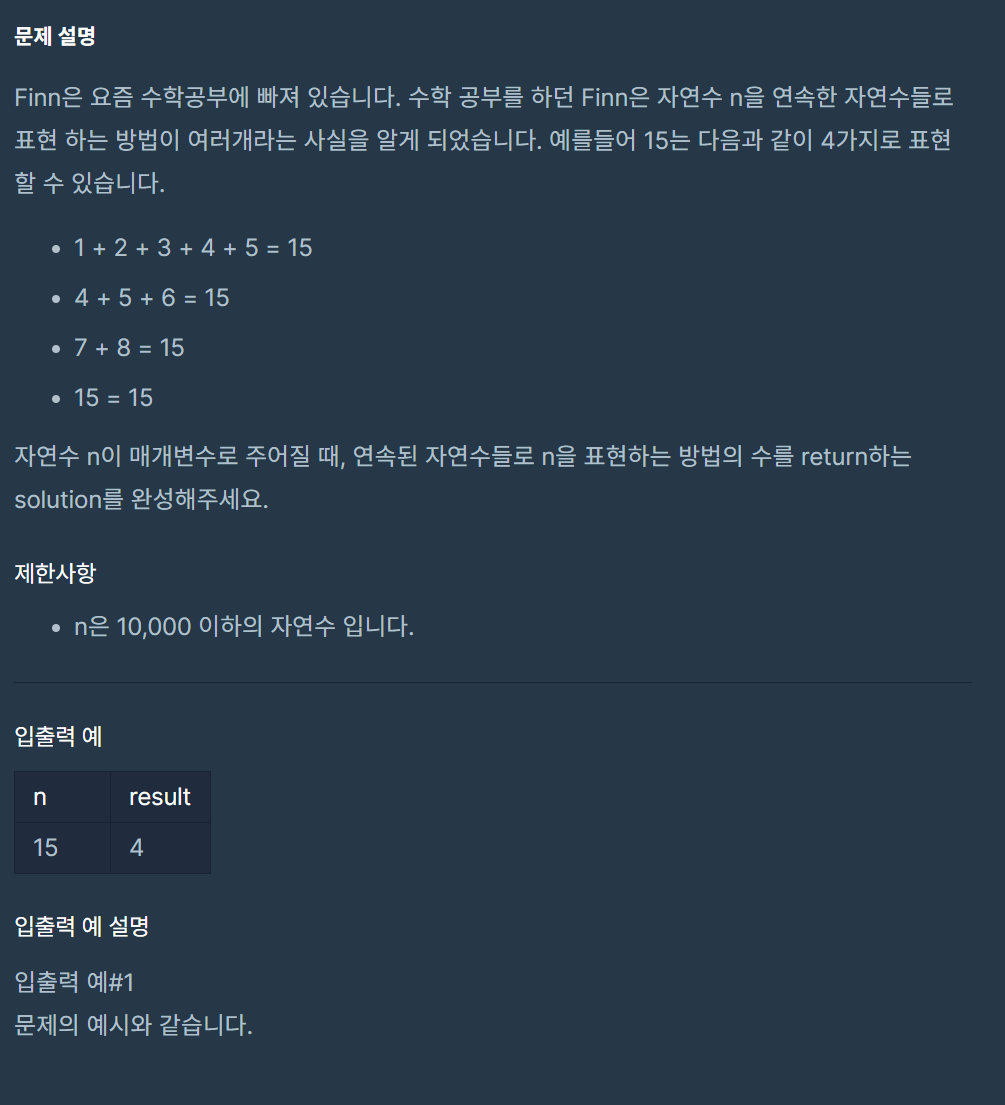 문제 설명
Finn은 요즘 수학공부에 빠져 있습니다. 수학 공부를 하던 Finn은 자연수 n을 연속한 자연수들로
표현 하는 방법이 여러개라는 사실을 알게 되었습니다. 예를들어 15는 다음과 같이 4가지로 표현
할 수 있습니다.
• 1 + 2 + 3 + 4 + 5 = 15
• 4 + 5 + 6 = 15
• 7 + 8 = 15
• 15 = 15
자연수 n이 매개변수로 주어질 때, 연속된 자연수들로 n을 표현하는 방법의 수를 return하는
solution를 완성해주세요.
제한사항
• n은 10,000 이하의 자연수 입니다.
입출력 예
n result
15 4
입출력 예 설명
입출력 예#1
문제의 예시와 같습니다.